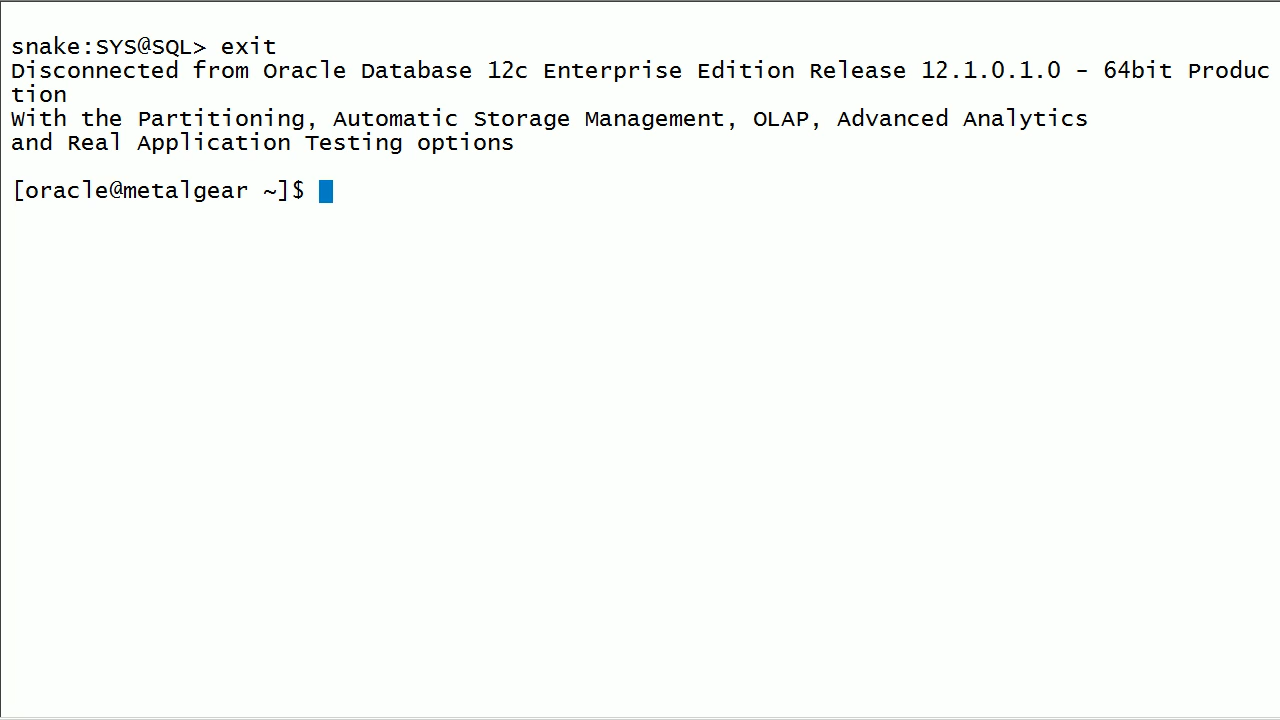 snake:SYS@SQL> exit
Disconnected from Oracle Database 12c Enterprise Edition Release 12.1.0.1.0 - 64bit Produc
tion
With the Partitioning, Automatic Storage Management, OLAP, Advanced Analytics
and Real Application Testing options
[oracle@metalgear ~]$